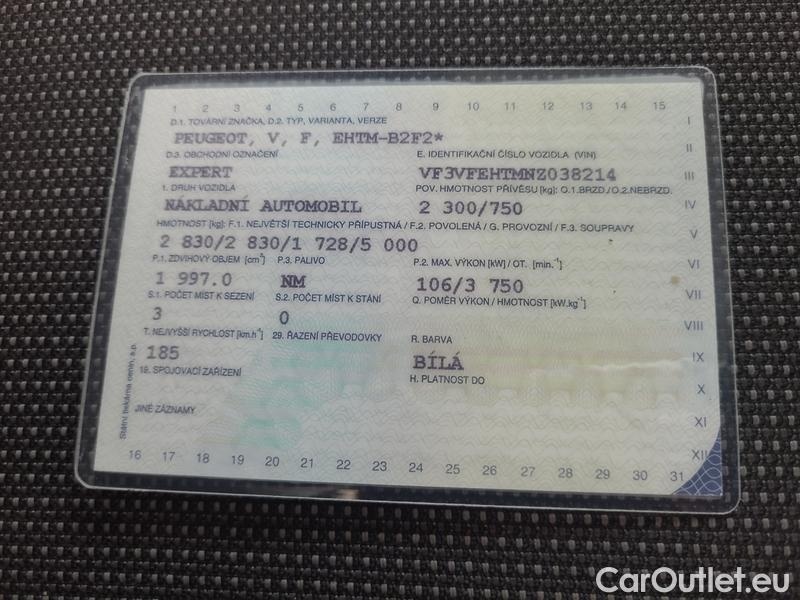 1 2 3 4 5 6 7 8 9 10 11 12 13 14 15
D.1. TOVÁRNÍ ZNAČKA, D.2. TYP, VARIANTA, VERZE
I
PEUGEOT, V, F, EHTM-B2F2*
II
D.3. OBCHODNÍ OZNAČENÍ E. IDENTIFIKAČNÍ ČÍSLO VOZIDLA (VIN)
EXPERT VF3VFEHTMNZ038214
III
1. DRUH VOZIDLA POV. HMOTNOST PŘÍVĚSU [kg]: O.1.BRZD./O.2.NEBRZD.
NÁKLADNÍ AUTOMOBIL 2 300/750
IV
HMOTNOST [kg]: F.1. NEJVĚTŠÍ TECHNICKY PŘÍPUSTNÁ / F.2. POVOLENÁ / G. PROVOZNÍ / F.3. SOUPRAVY
V
2 830/2 830/1 728/5 000
P.1. ZDVIHOVÝ OBJEM [cm³] P.3. PALIVO P.2. MAX. VÝKON [kW] / OT. [min.⁻¹]
VI
1 997.0 NM 106/3 750
VII
S.1. POČET MÍST K SEZENÍ S.2. POČET MÍST K STÁNÍ Q. POMĚR VÝKON / HMOTNOST [kW.kg⁻¹]
3 0
VIII
T. NEJVYŠŠÍ RYCHLOST [km.h⁻¹] 29. ŘAZENÍ PŘEVODOVKY R. BARVA
185 BÍLÁ
IX
18. SPOJOVACÍ ZAŘÍZENÍ H. PLATNOST DO
X
JINÉ ZÁZNAMY
XI
XII
Státní tiskárna cenin, s.p.
16 17 18 19 20 21 22 23 24 25 26 27 28 29 30 31
CarOutlet.eu